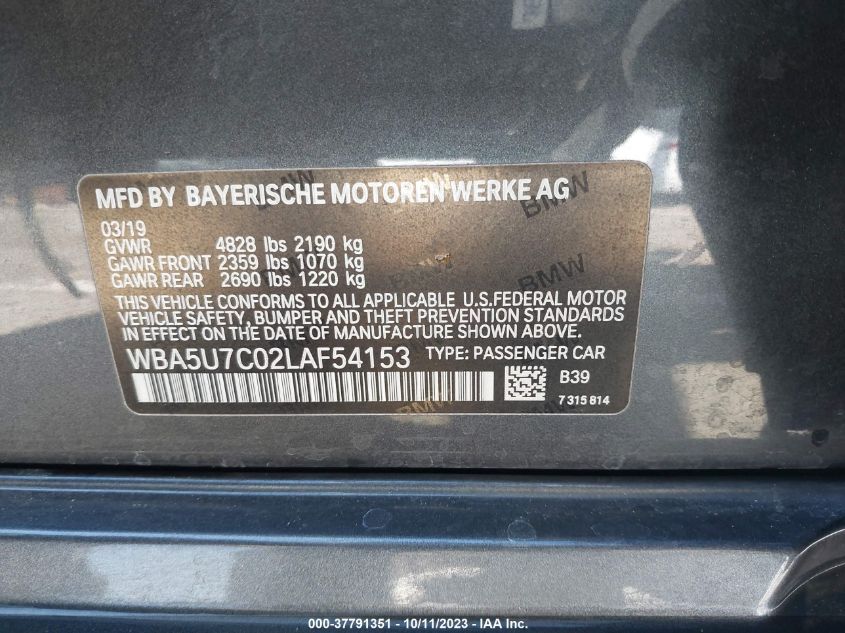 MFD BY BAYERISCHE MOTOREN WERKE AG
03/19
GVWR 4828 lbs 2190 kg
GAWR FRONT 2359 lbs 1070 kg
GAWR REAR 2690 lbs 1220 kg
THIS VEHICLE CONFORMS TO ALL APPLICABLE U.S.FEDERAL MOTOR
VEHICLE SAFETY, BUMPER AND THEFT PREVENTION STANDARDS
IN EFFECT ON THE DATE OF MANUFACTURE SHOWN ABOVE.
WBA5U7C02LAF54153 TYPE: PASSENGER CAR
B39
7 315 814
BMW
BMW
BMW
000-37791351 - 10/11/2023 - IAA Inc.